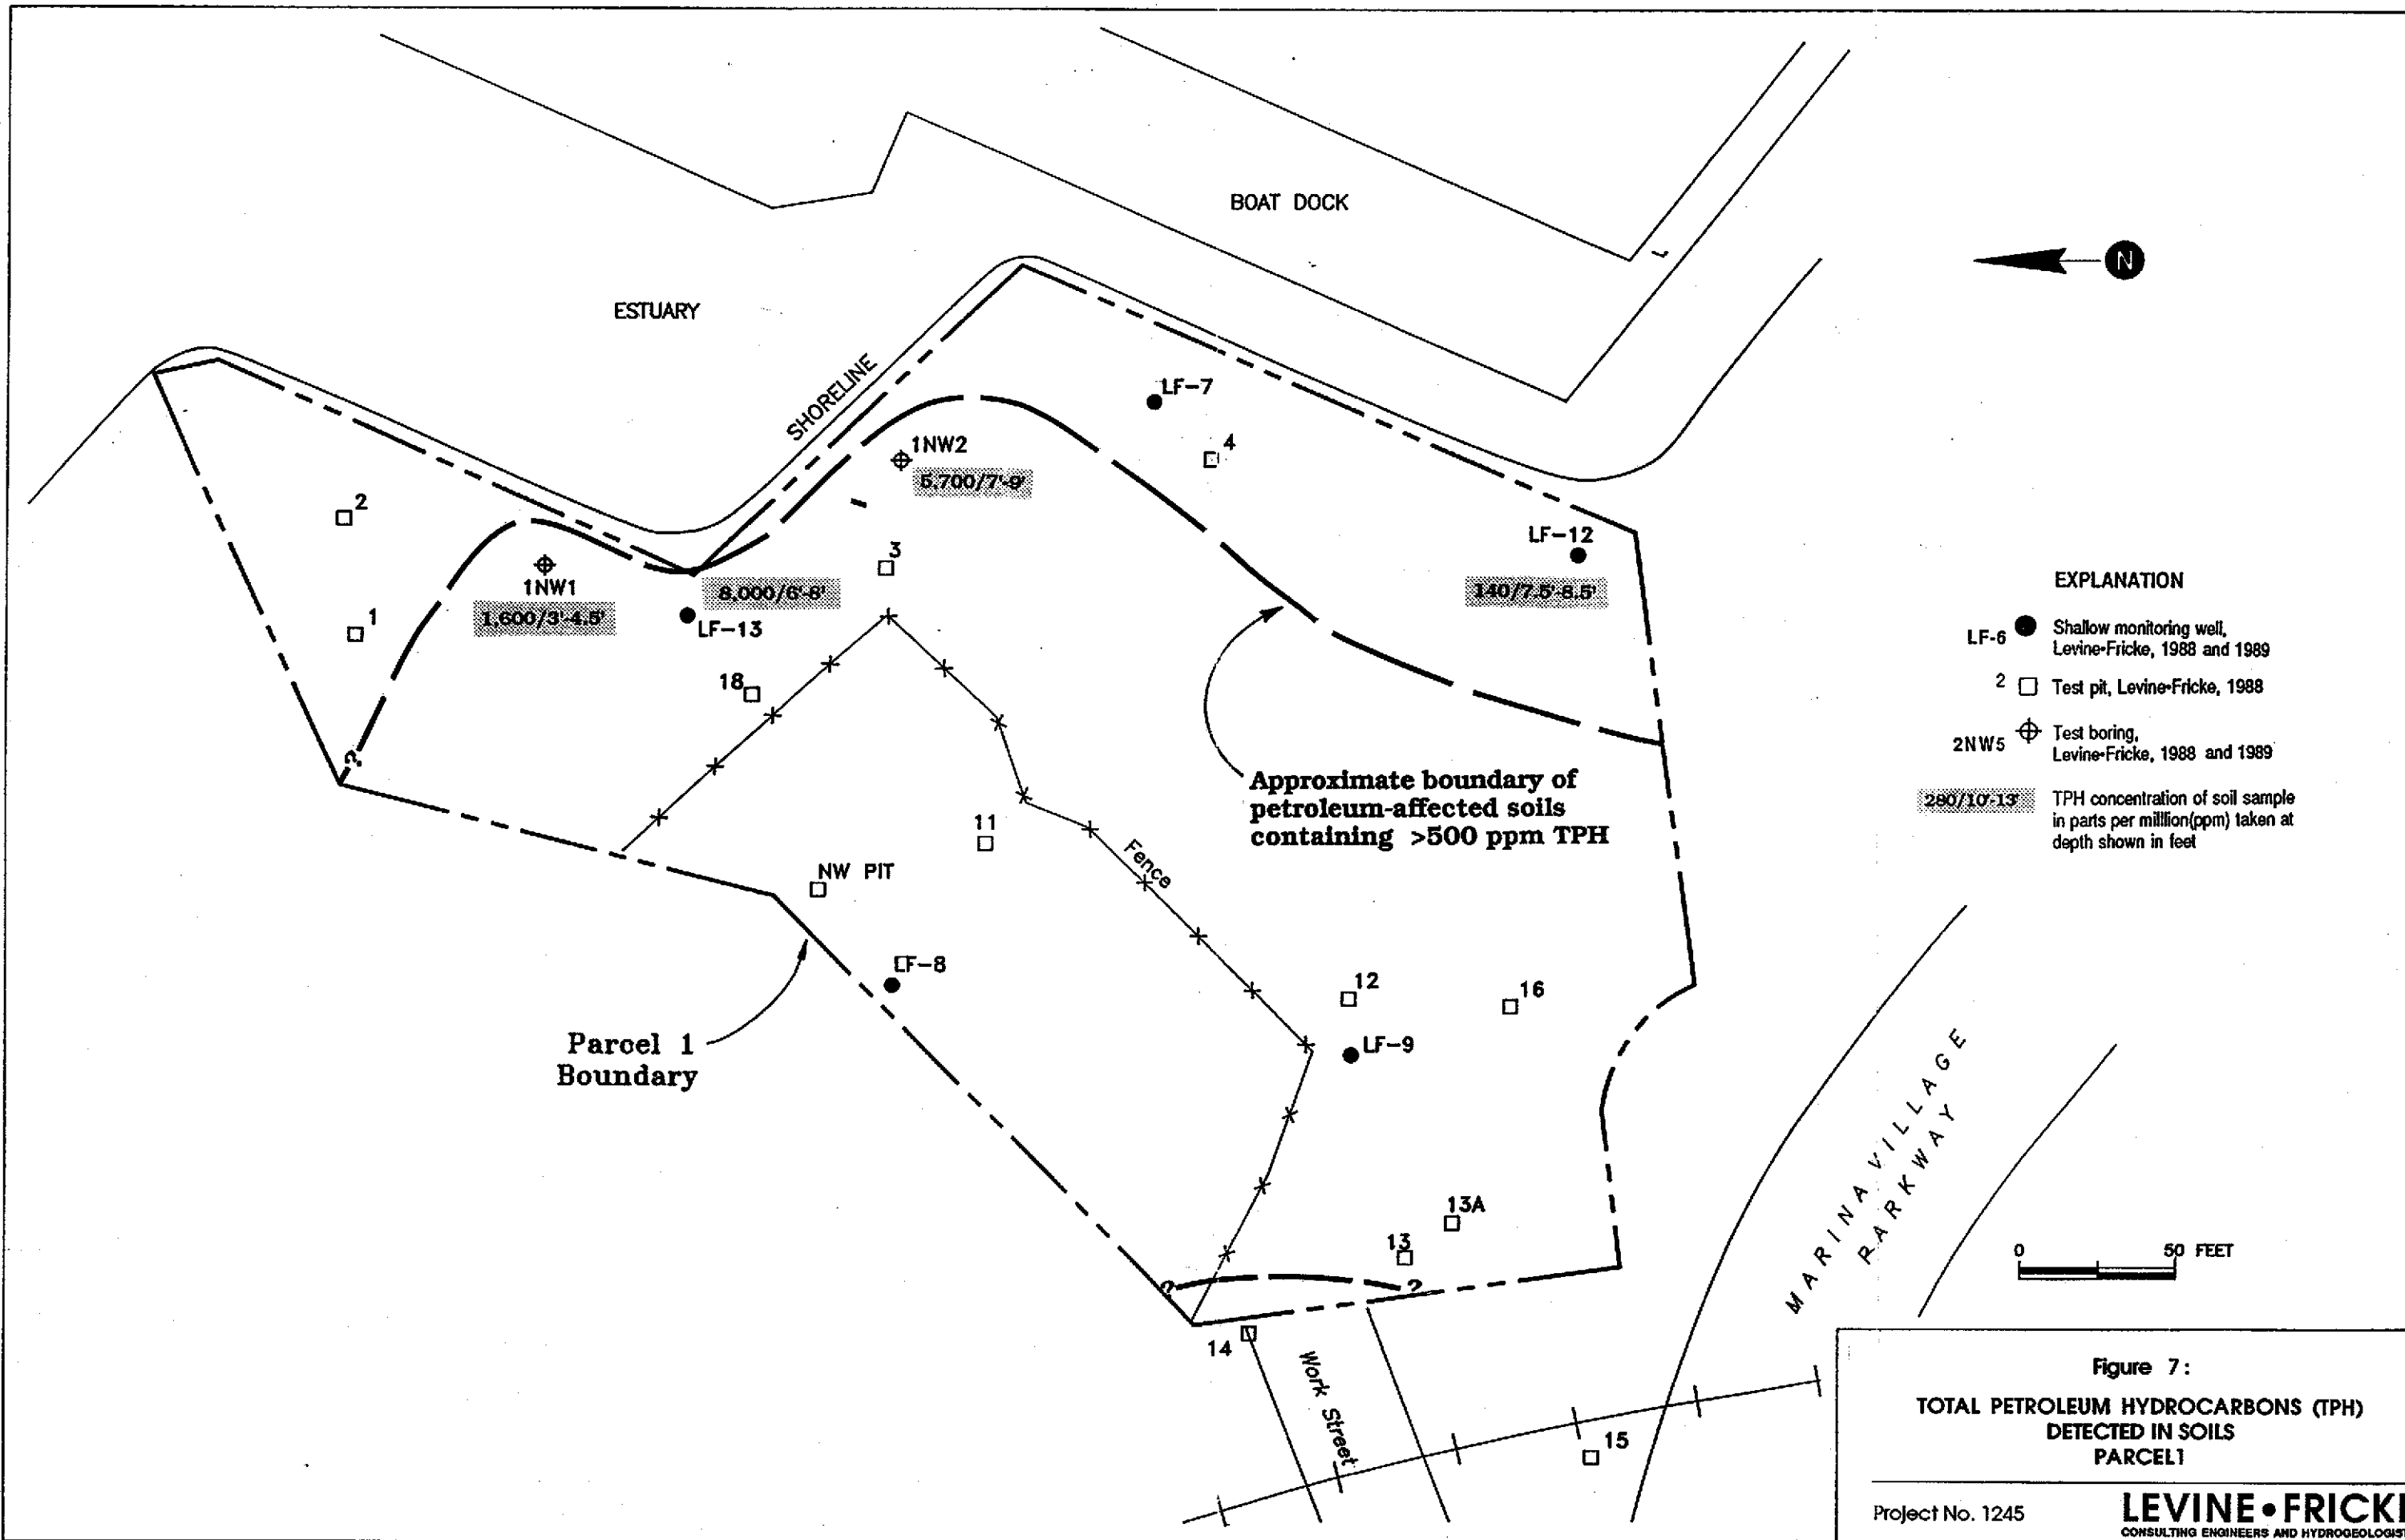 BOAT DOCK
N
ESTUARY
SHORELINE
LF-7
4
1NW2
5,700/7'-9'
2
3
LF-12
140/7.5'-8.5'
1NW1
1,600/3'-4.5'
8,000/6'-8'
LF-13
1
18
?
EXPLANATION
LF-6
Shallow monitoring well,
Levine•Fricke, 1988 and 1989
2
Test pit, Levine•Fricke, 1988
2NW5
Test boring,
Levine•Fricke, 1988 and 1989
280/10'-13'
TPH concentration of soil sample
in parts per milllion(ppm) taken at
depth shown in feet
Approximate boundary of
petroleum-affected soils
containing >500 ppm TPH
11
Fence
NW PIT
LF-8
12
16
LF-9
Parcel 1
Boundary
MARINA VILLAGE
PARKWAY
13A
13
?
?
14
Work Street
15
0
50 FEET
Figure 7:
TOTAL PETROLEUM HYDROCARBONS (TPH)
DETECTED IN SOILS
PARCEL1
Project No. 1245
LEVINE•FRICKE
CONSULTING ENGINEERS AND HYDROGEOLOGIS